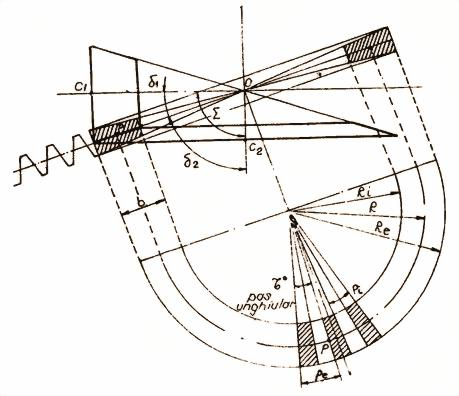 C1
δ1
O
Σ
δ2
C2
b
Ri
R
Re
τ°
pas
unghiular
Pi
P
Pe